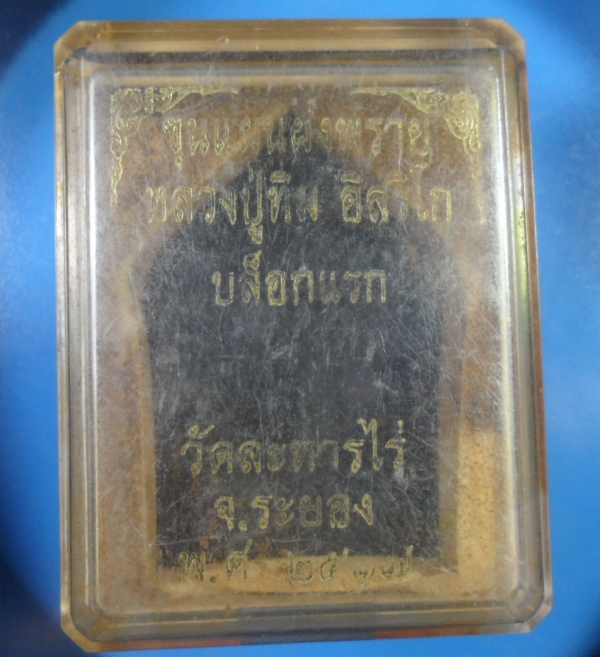 ขุนแผนผงพราย
หลวงปู่ทิม อิสริโก
บล็อกแรก
วัดละหารไร่
จ.ระยอง
พ.ศ ๒๕๑๗